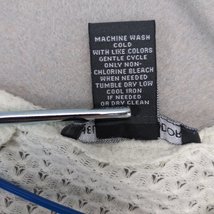 MACHINE WASH
COLD
WITH LIKE COLORS
GENTLE CYCLE
ONLY NON-
CHLORINE BLEACH
WHEN NEEDED
TUMBLE DRY LOW
COOL IRON
IF NEEDED
OR DRY CLEAN